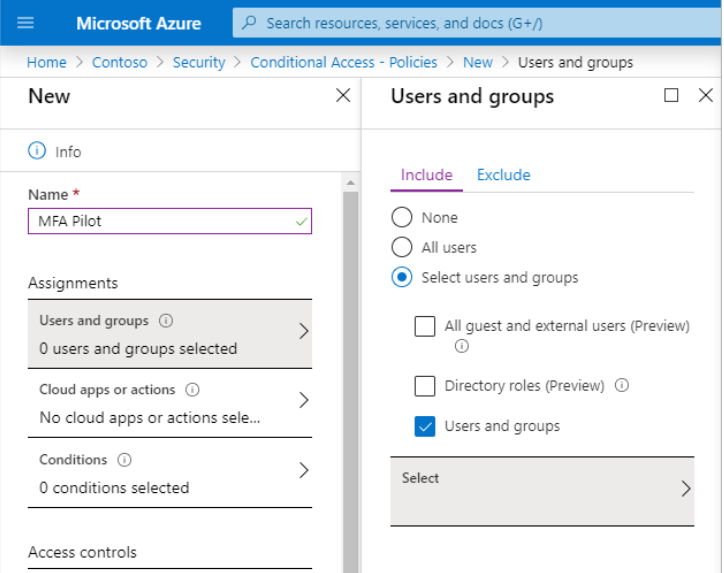 Microsoft Azure
Search resources, services, and docs (G+/)
Home > Contoso > Security > Conditional Access - Policies > New > Users and groups
New
Info
Name *
MFA Pilot
Assignments
Users and groups
0 users and groups selected
Cloud apps or actions
No cloud apps or actions sele...
Conditions
0 conditions selected
Access controls
Users and groups
Include Exclude
None
All users
Select users and groups
All guest and external users (Preview)
Directory roles (Preview)
Users and groups
Select